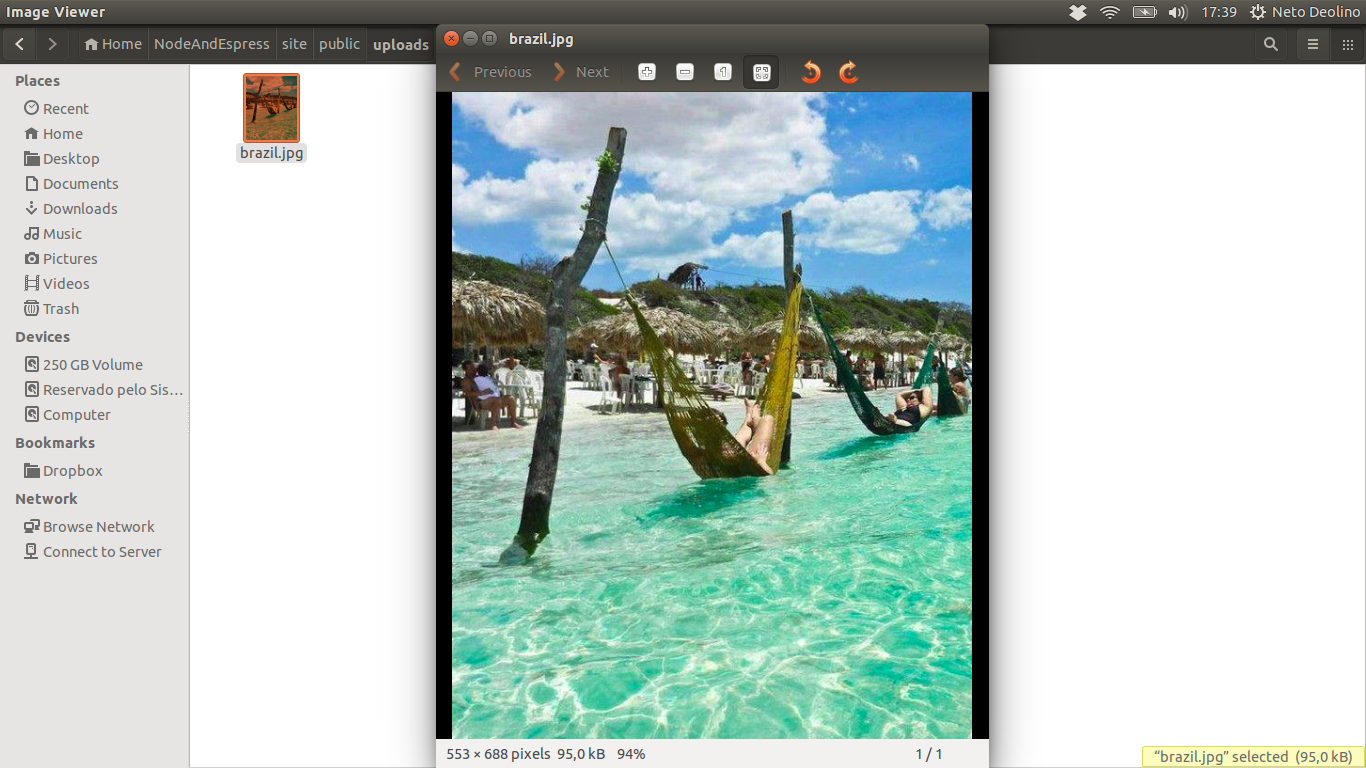 Image Viewer
17:39
Neto Deolino
Home
NodeAndExpress
site
public
uploads
brazil.jpg
Previous
Next
Places
Recent
Home
Desktop
Documents
Downloads
Music
Pictures
Videos
Trash
Devices
250 GB Volume
Reservado pelo Sis...
Computer
Bookmarks
Dropbox
Network
Browse Network
Connect to Server
brazil.jpg
553 × 688 pixels 95,0 kB 94%
1 / 1
“brazil.jpg” selected (95,0 kB)